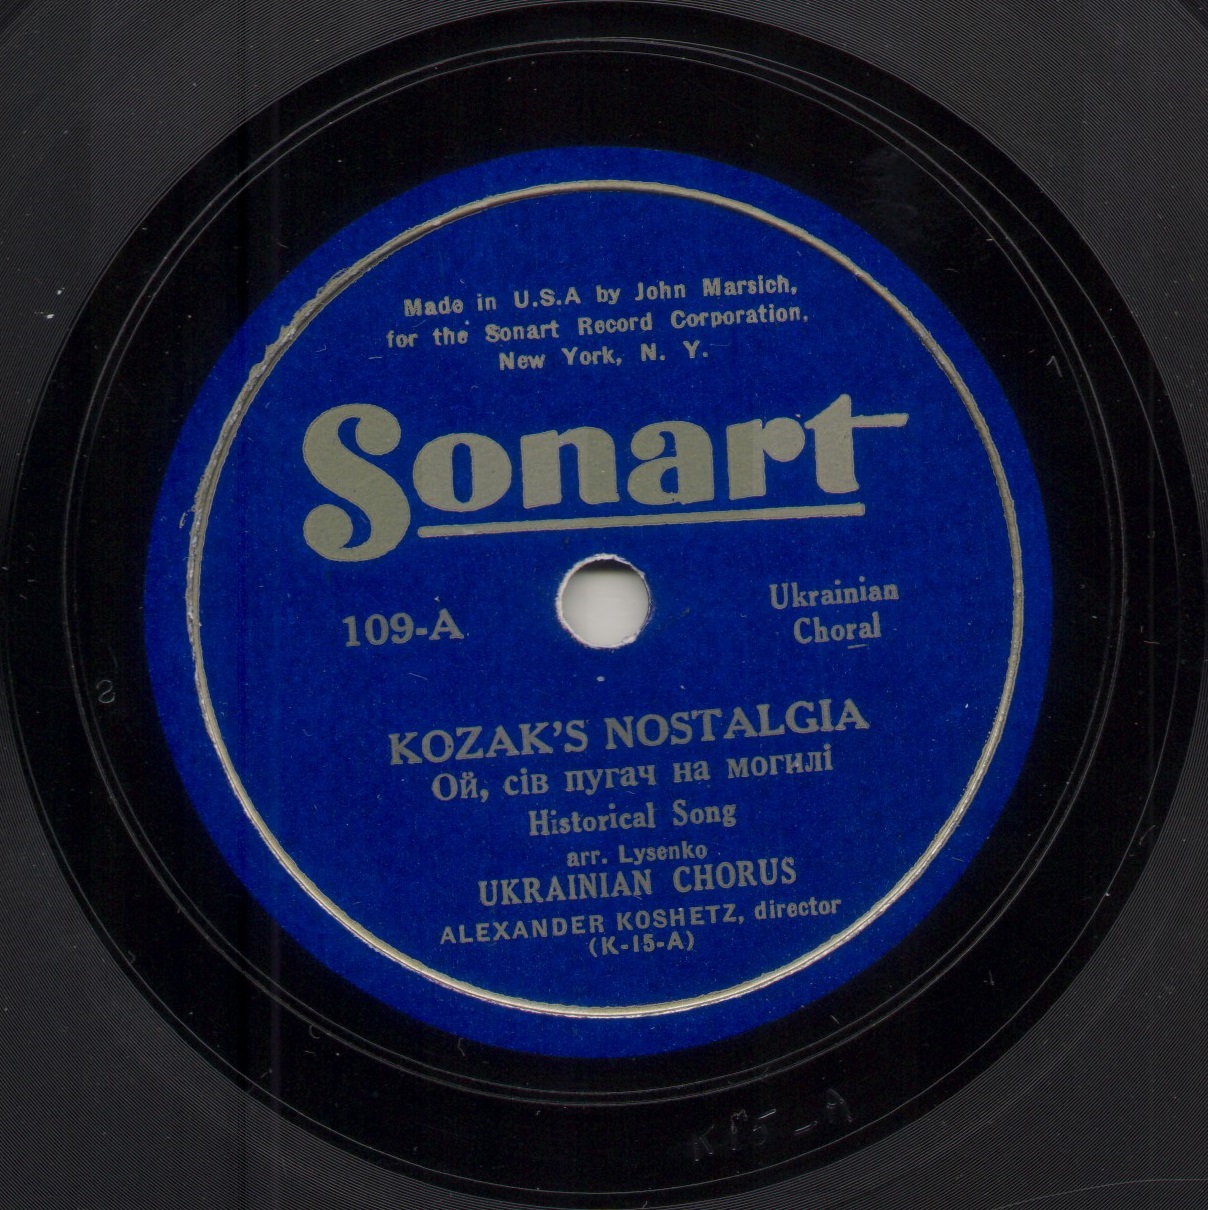 Made in U.S.A by John Marsich,
for the Sonart Record Corporation,
New York, N. Y.
Sonart
109-A
Ukrainian
Choral
KOZAK'S NOSTALGIA
Ой, сів пугач на могилі
Historical Song
arr. Lysenko
UKRAINIAN CHORUS
ALEXANDER KOSHETZ, director
(K-15-A)
K15-A